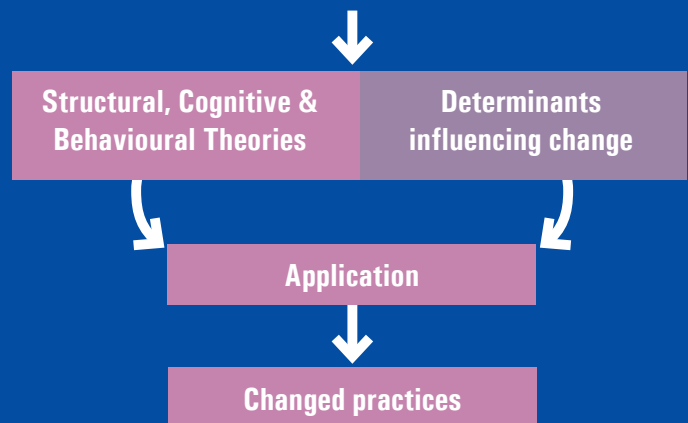 Structural, Cognitive &
Behavioural Theories
Determinants
influencing change
Application
Changed practices